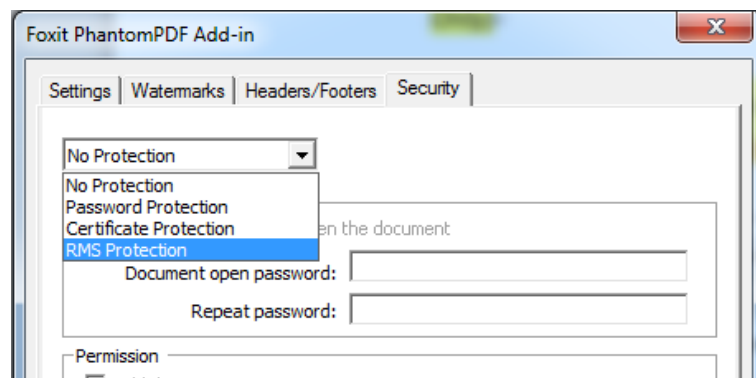 Foxit PhantomPDF Add-in
Settings Watermarks Headers/Footers Security
No Protection
No Protection
Password Protection
Certificate Protection
the document
RMS Protection
Document open password:
Repeat password:
Permission